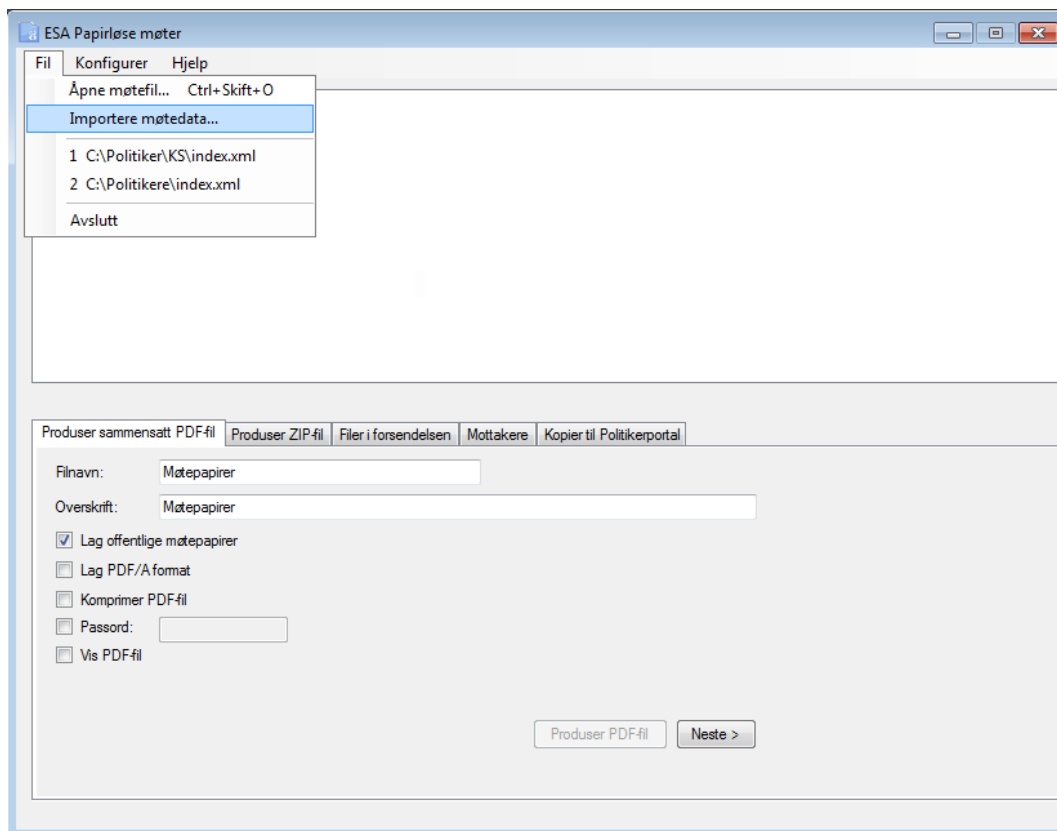 ESA Papirløse møter
Fil Konfigurer Hjelp
Åpne møtefil... Ctrl+Skift+O
Importere møtedata...
1 C:\Politiker\KS\index.xml
2 C:\Politikere\index.xml
Avslutt
Produser sammensatt PDF-fil Produser ZIP-fil Filer i forsendelsen Mottakere Kopier til Politikerportal
Filnavn: Møtepapirer
Overskrift: Møtepapirer
Lag offentlige møtepapirer
Lag PDF/A format
Komprimer PDF-fil
Passord:
Vis PDF-fil
Produser PDF-fil Neste >